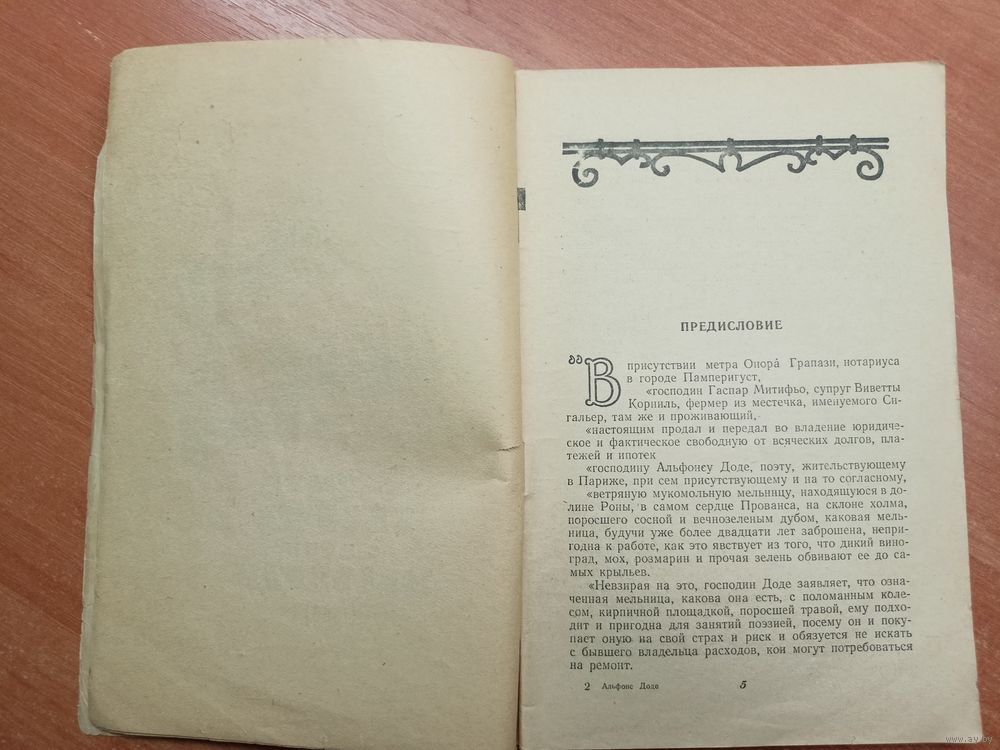 ПРЕДИСЛОВИЕ
„В присутствии метра Онора́ Грапази, нотариуса
в городе Памперигуст,
«господин Гаспар Митифьо, супруг Виветты
Корниль, фермер из местечка, именуемого Си-
гальер, там же и проживающий,
«настоящим продал и передал во владение юридиче-
ское и фактическое свободную от всяческих долгов, пла-
тежей и ипотек
«господину Альфонсу Доде, поэту, жительствующему
в Париже, при сем присутствующему и на то согласному,
«ветряную мукомольную мельницу, находящуюся в до-
лине Роны, в самом сердце Прованса, на склоне холма,
поросшего сосной и вечнозеленым дубом, каковая мель-
ница, будучи уже более двадцати лет заброшена, непри-
годна к работе, как это явствует из того, что дикий вино-
град, мох, розмарин и прочая зелень обвивают ее до са-
мых крыльев.
«Невзирая на это, господин Доде заявляет, что озна-
ченная мельница, какова она есть, с поломанным коле-
сом, кирпичной площадкой, поросшей травой, ему подхо-
дит и пригодна для занятий поэзией, посему он и поку-
пает оную на свой страх и риск и обязуется не искать
с бывшего владельца расходов, кои могут потребоваться
на ремонт.
2 Альфонс Доде 5
www.av.by